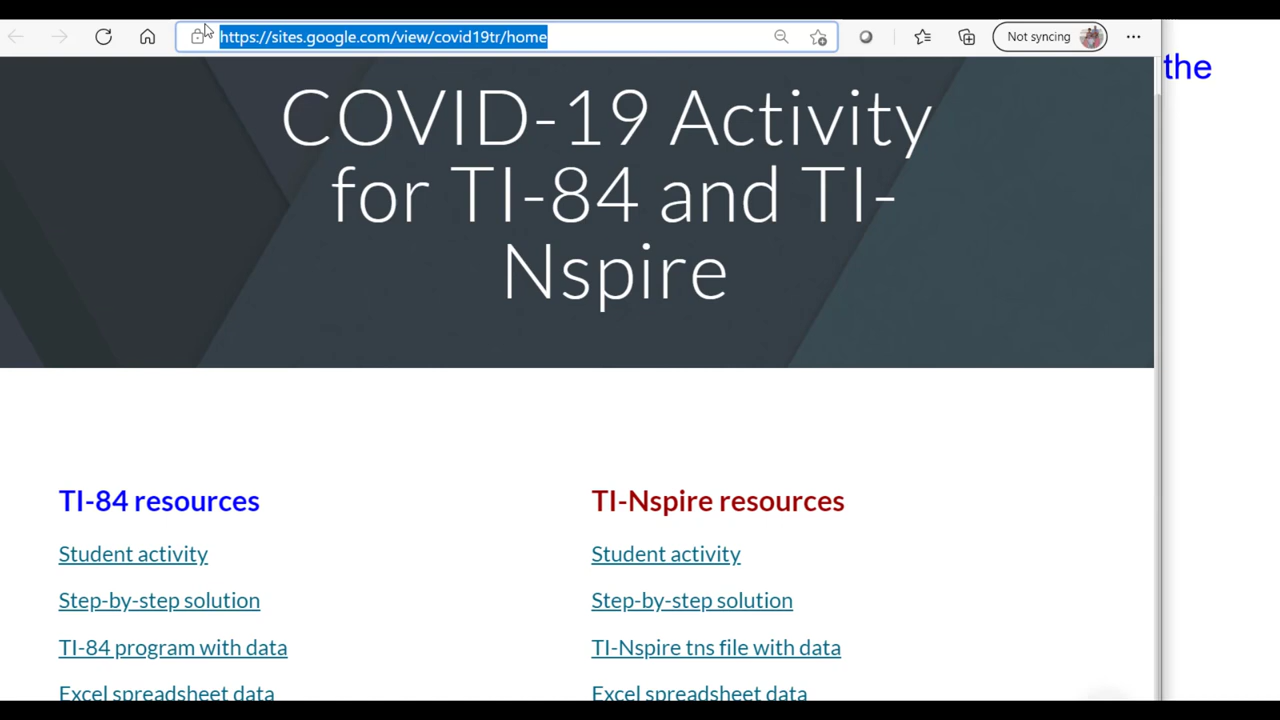 https://sites.google.com/view/covid19tr/home
Not syncing
the
COVID-19 Activity
for TI-84 and TI-
Nspire
TI-84 resources
Student activity
Step-by-step solution
TI-84 program with data
Excel spreadsheet data
TI-Nspire resources
Student activity
Step-by-step solution
TI-Nspire tns file with data
Excel spreadsheet data